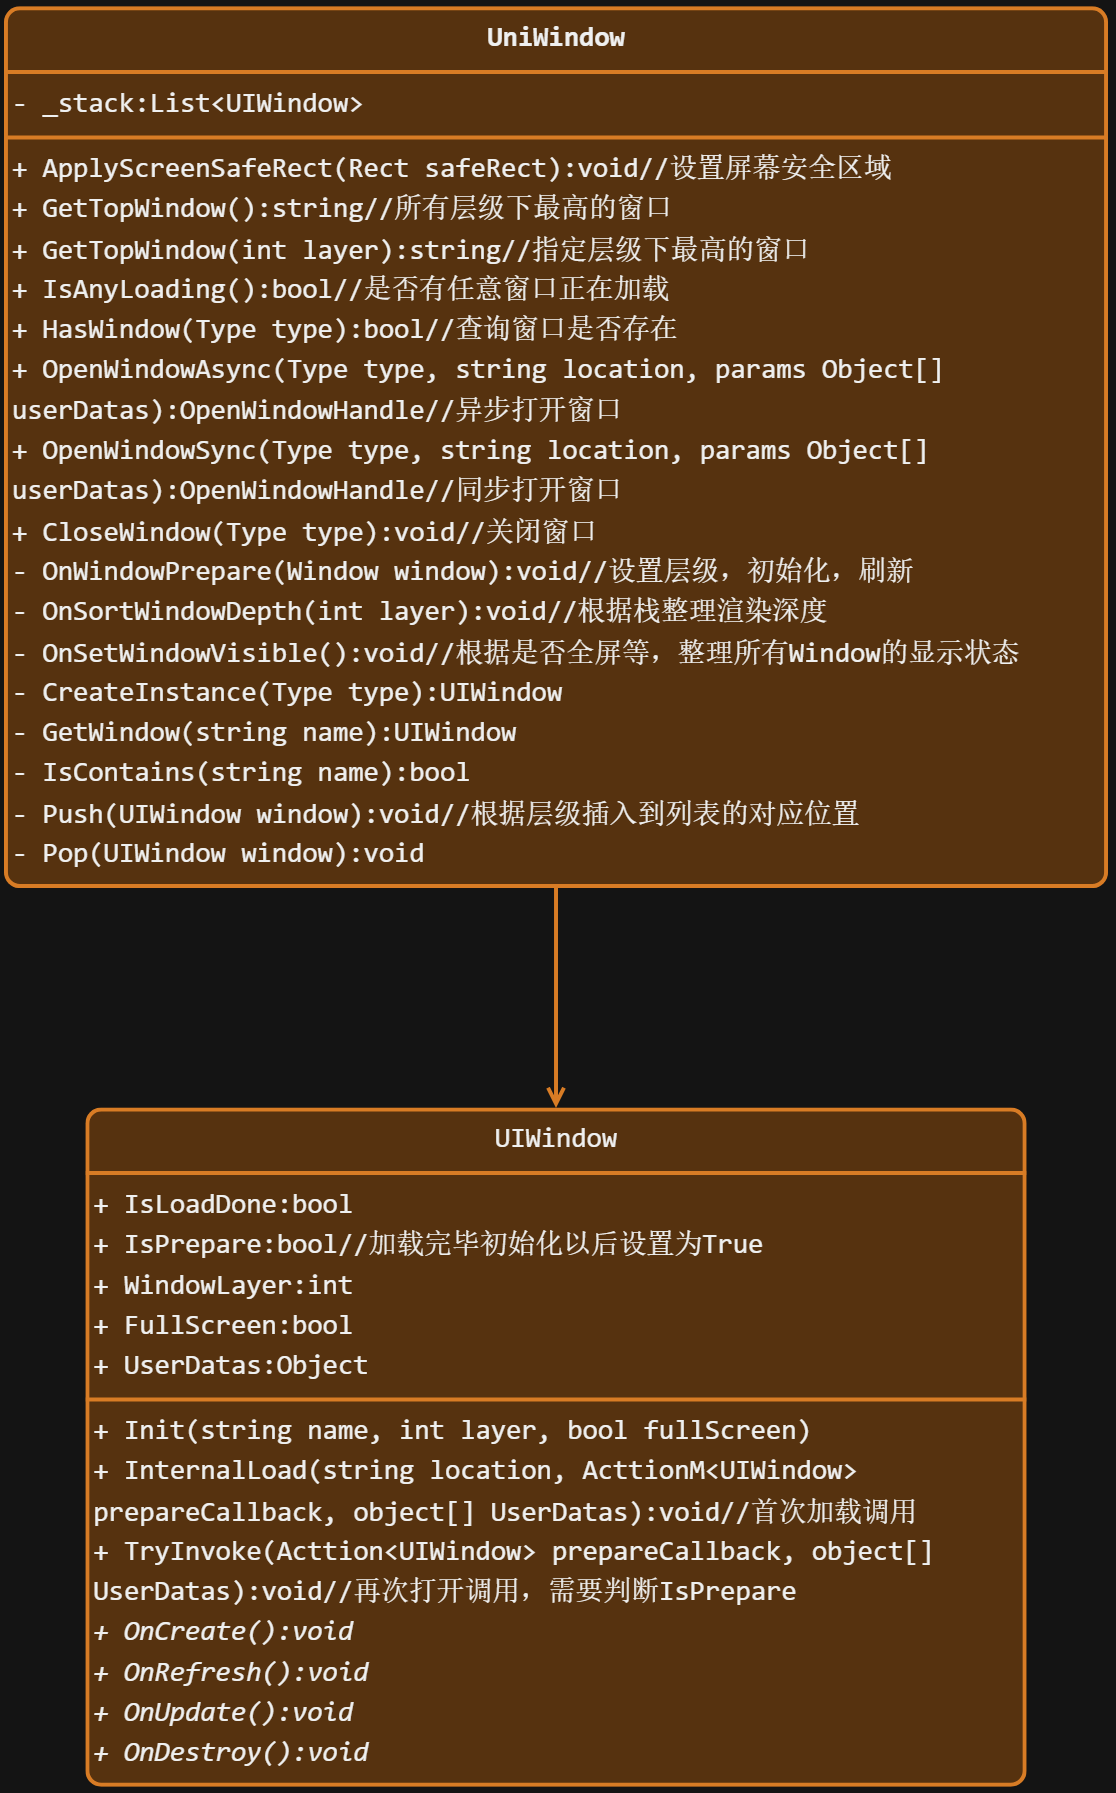 UniWindow
- _stack:List<UIWindow>
+ ApplyScreenSafeRect(Rect safeRect):void//设置屏幕安全区域
+ GetTopWindow():string//所有层级下最高的窗口
+ GetTopWindow(int layer):string//指定层级下最高的窗口
+ IsAnyLoading():bool//是否有任意窗口正在加载
+ HasWindow(Type type):bool//查询窗口是否存在
+ OpenWindowAsync(Type type, string location, params Object[]
userDatas):OpenWindowHandle//异步打开窗口
+ OpenWindowSync(Type type, string location, params Object[]
userDatas):OpenWindowHandle//同步打开窗口
+ CloseWindow(Type type):void//关闭窗口
- OnWindowPrepare(Window window):void//设置层级，初始化，刷新
- OnSortWindowDepth(int layer):void//根据栈整理渲染深度
- OnSetWindowVisible():void//根据是否全屏等，整理所有Window的显示状态
- CreateInstance(Type type):UIWindow
- GetWindow(string name):UIWindow
- IsContains(string name):bool
- Push(UIWindow window):void//根据层级插入到列表的对应位置
- Pop(UIWindow window):void
UIWindow
+ IsLoadDone:bool
+ IsPrepare:bool//加载完毕初始化以后设置为True
+ WindowLayer:int
+ FullScreen:bool
+ UserDatas:Object
+ Init(string name, int layer, bool fullScreen)
+ InternalLoad(string location, ActtionM<UIWindow>
prepareCallback, object[] UserDatas):void//首次加载调用
+ TryInvoke(Acttion<UIWindow> prepareCallback, object[]
UserDatas):void//再次打开调用，需要判断IsPrepare
+ OnCreate():void
+ OnRefresh():void
+ OnUpdate():void
+ OnDestroy():void